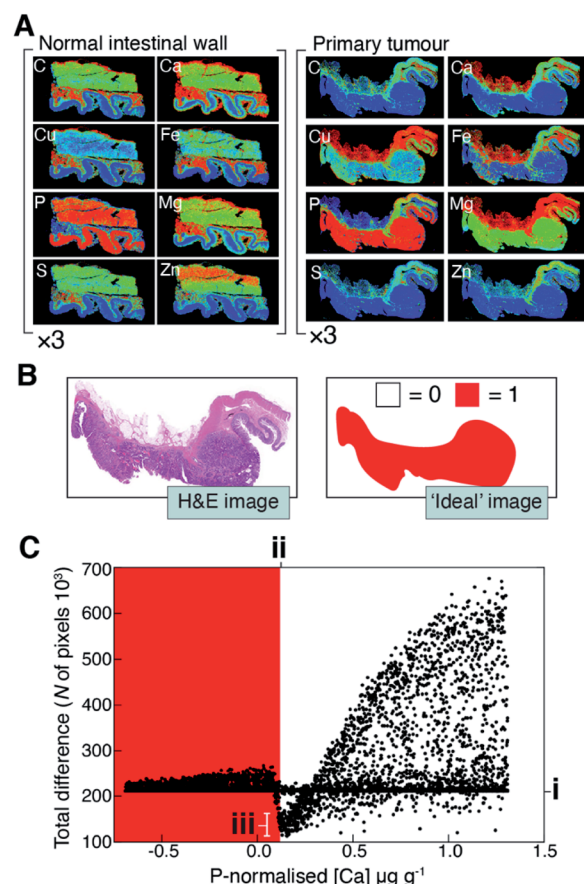 A
Normal intestinal wall
Primary tumour
C Ca
C Ca
Cu Fe
Cu Fe
P Mg
P Mg
S Zn
S Zn
×3
×3
B
= 0 = 1
H&E image
'Ideal' image
C
ii
Total difference (N of pixels 10³)
700
600
500
400
300
200
100
i
iii
-0.5 0.0 0.5 1.0 1.5
P-normalised [Ca] µg g⁻¹